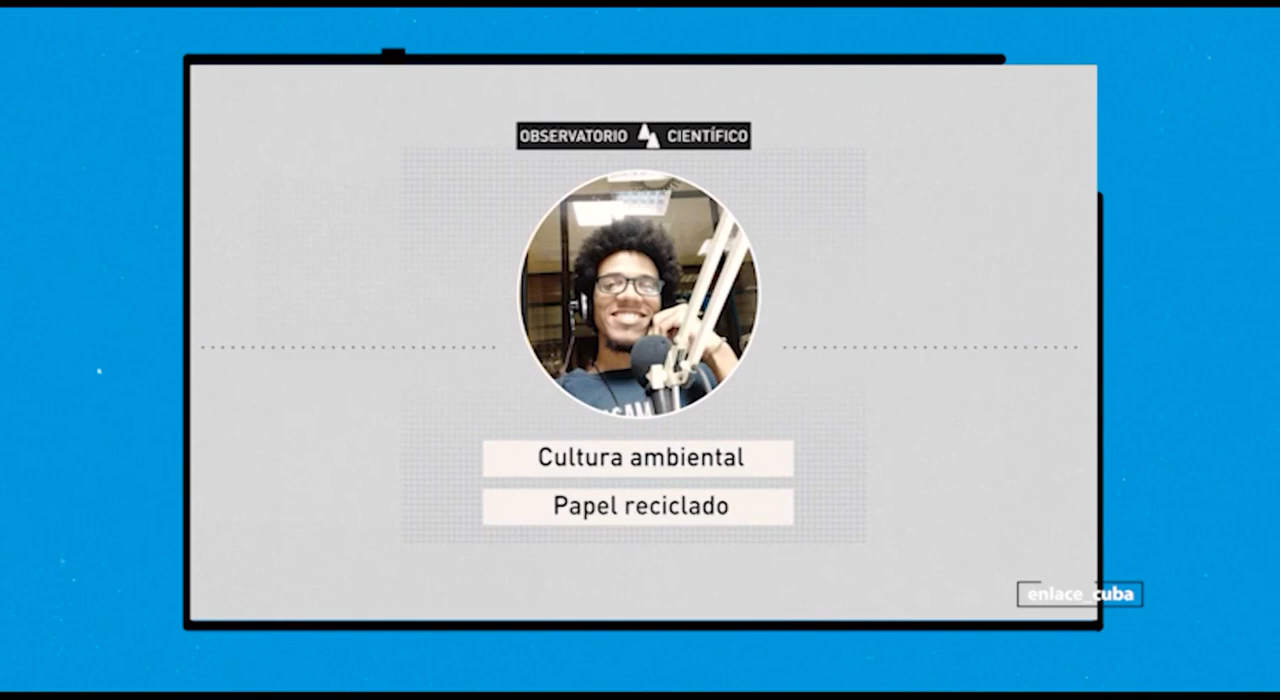 OBSERVATORIO CIENTÍFICO
Cultura ambiental
Papel reciclado
enlace_cuba